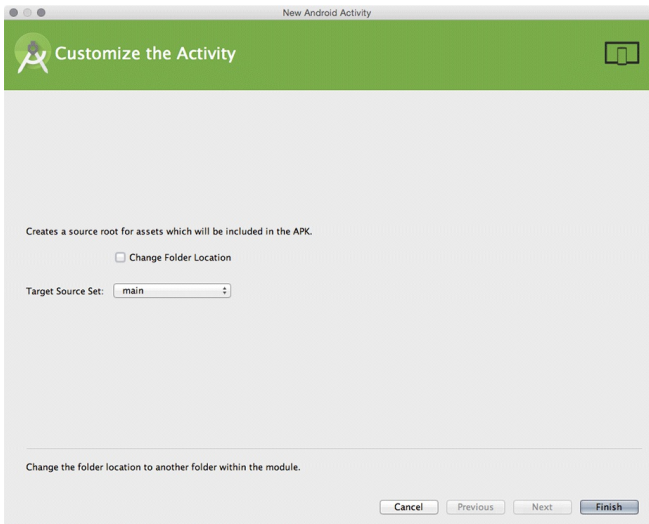 New Android Activity
Customize the Activity
Creates a source root for assets which will be included in the APK.
Change Folder Location
Target Source Set: main
Change the folder location to another folder within the module.
Cancel Previous Next Finish